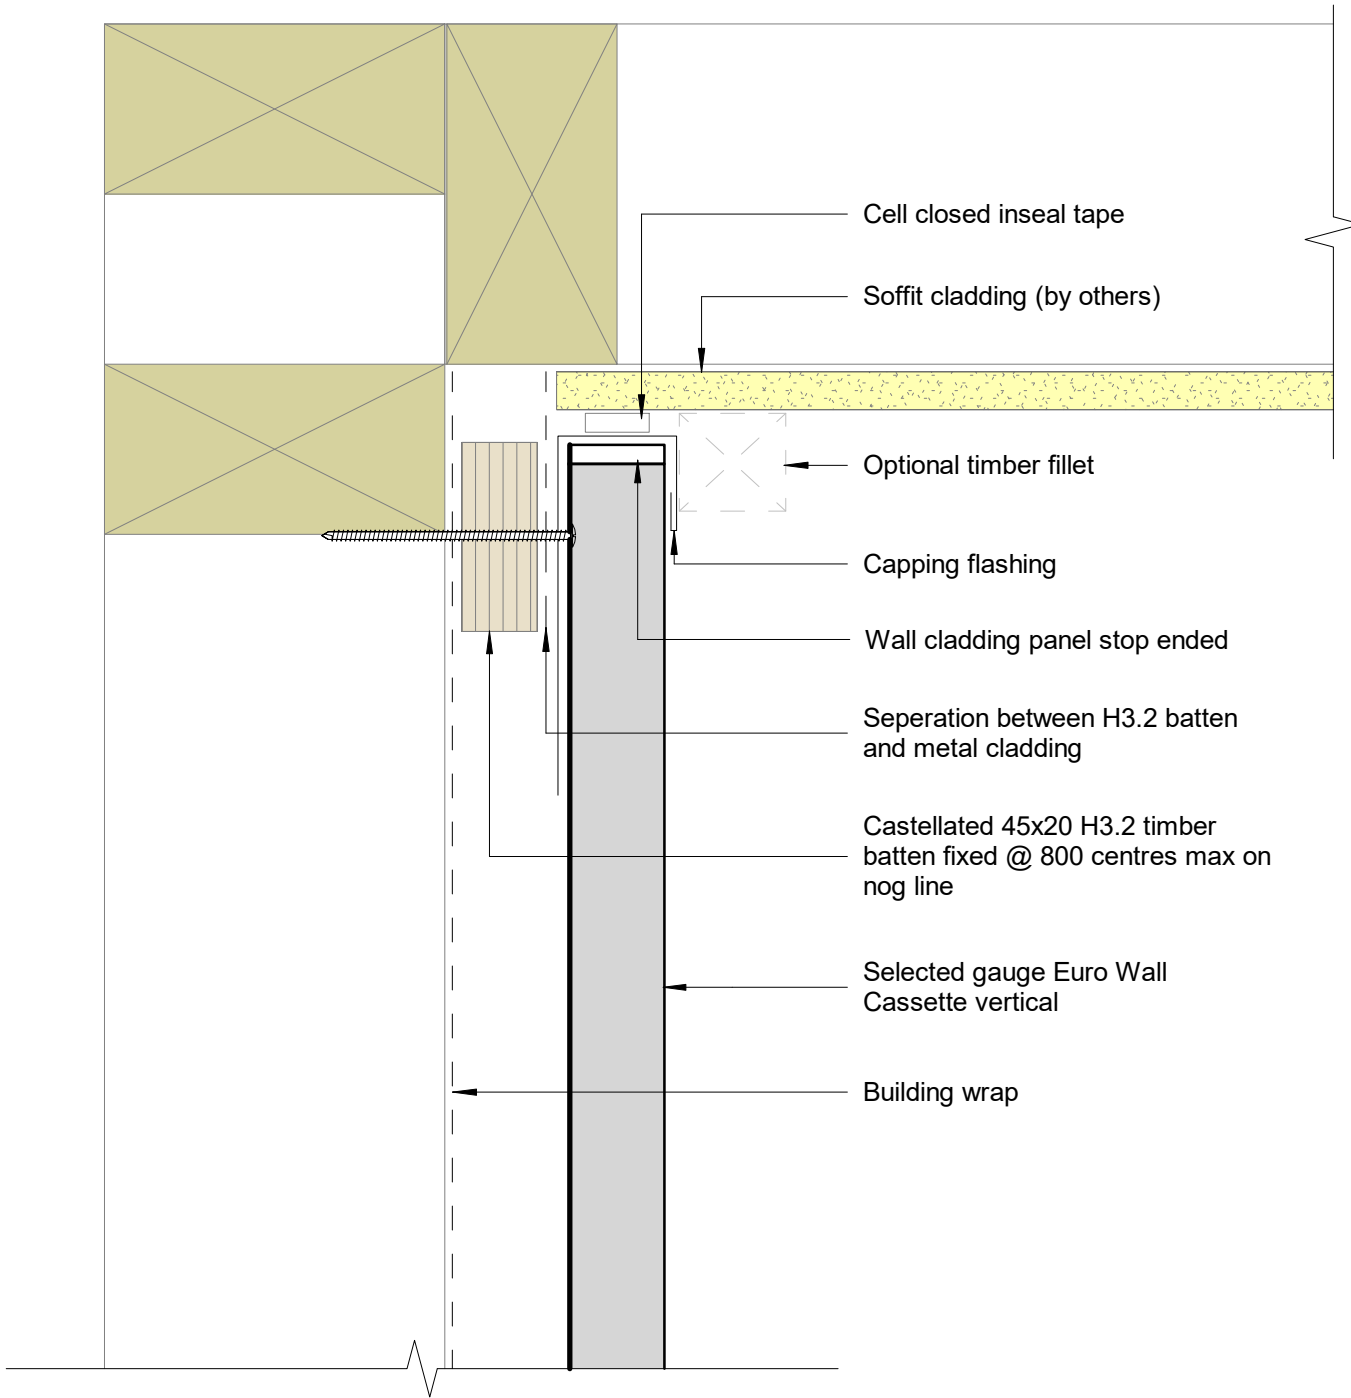 Cell closed inseal tape
Soffit cladding (by others)
Optional timber fillet
Capping flashing
Wall cladding panel stop ended
Seperation between H3.2 batten
and metal cladding
Castellated 45x20 H3.2 timber
batten fixed @ 800 centres max on
nog line
Selected gauge Euro Wall
Cassette vertical
Building wrap